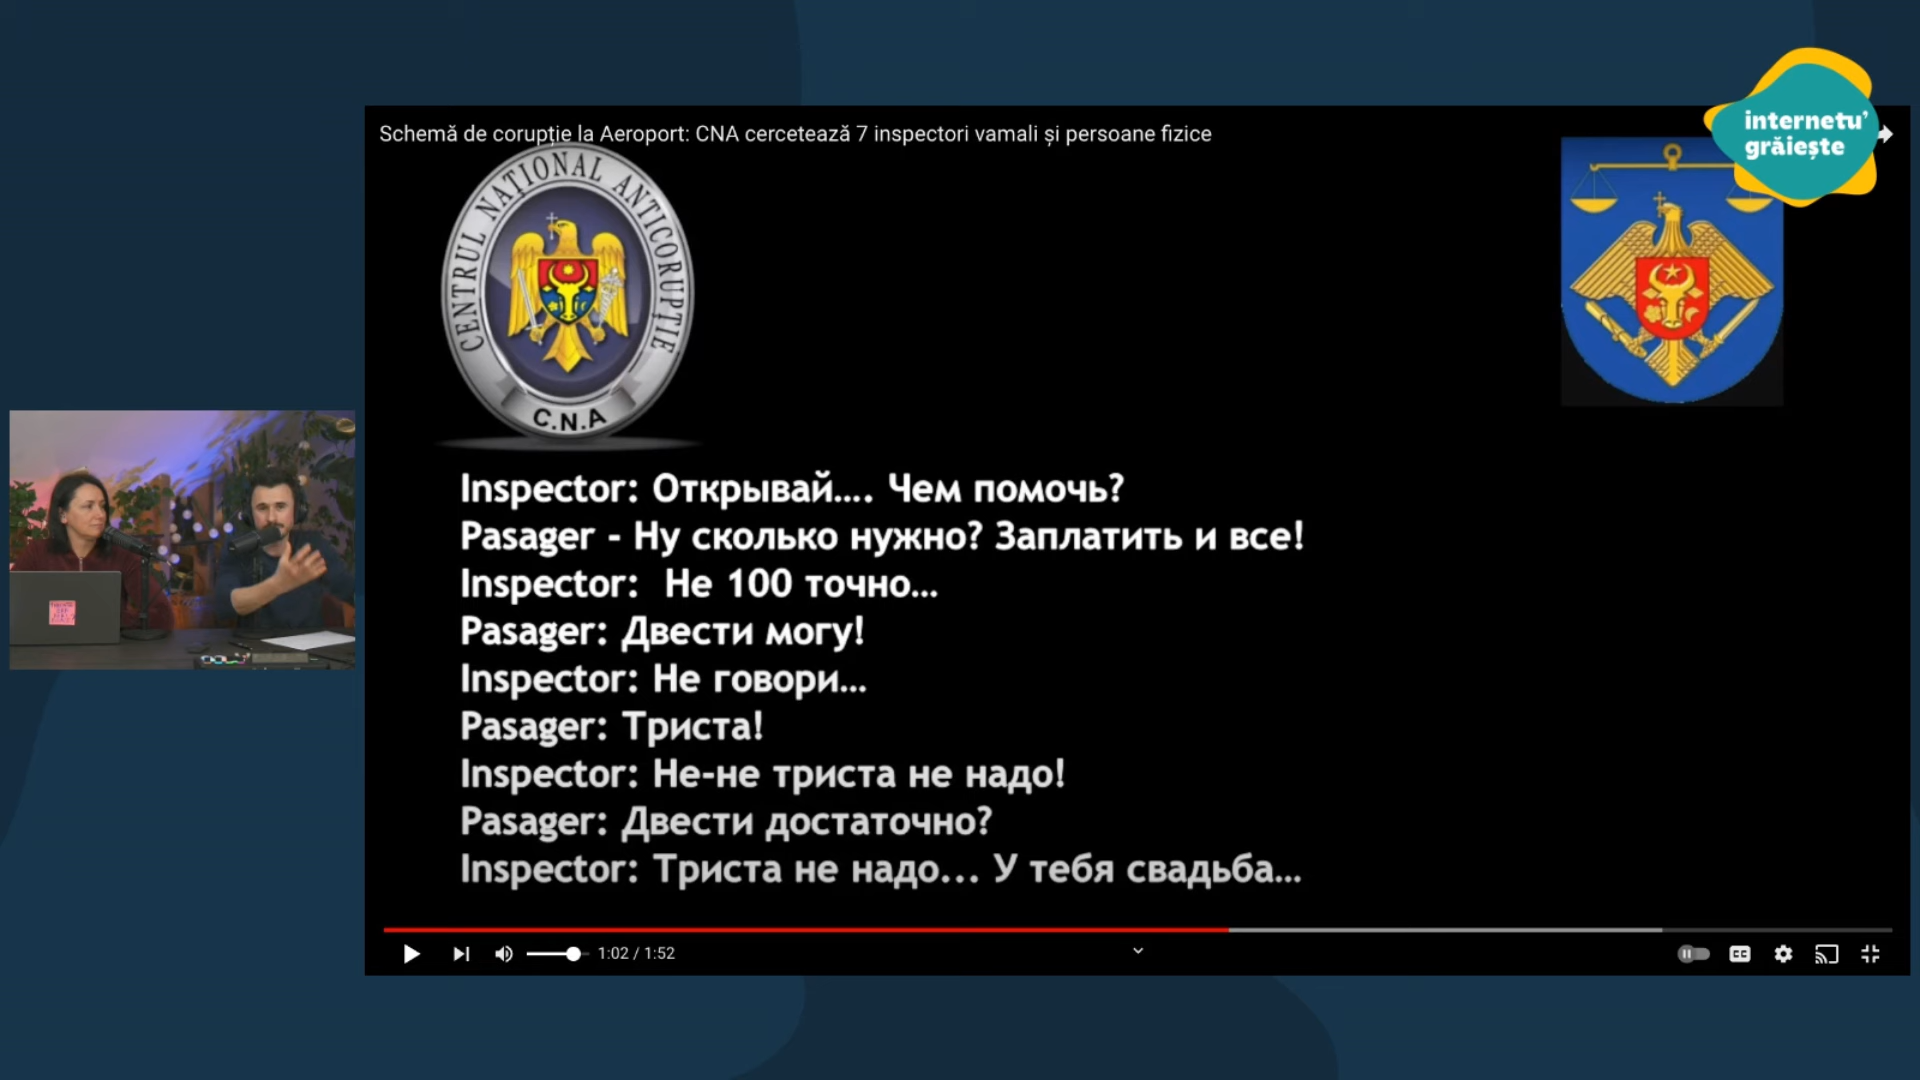 Schemă de corupție la Aeroport: CNA cercetează 7 inspectori vamali și persoane fizice
internetu'
grăiește
CENTRUL NAȚIONAL ANTICORUPȚIE
C.N.A
Inspector: Открывай.... Чем помочь?
Pasager - Ну сколько нужно? Заплатить и все!
Inspector:  Не 100 точно...
Pasager: Двести могу!
Inspector: Не говори...
Pasager: Триста!
Inspector: Не-не триста не надо!
Pasager: Двести достаточно?
Inspector: Триста не надо... У тебя свадьба...
1:02 / 1:52
CC